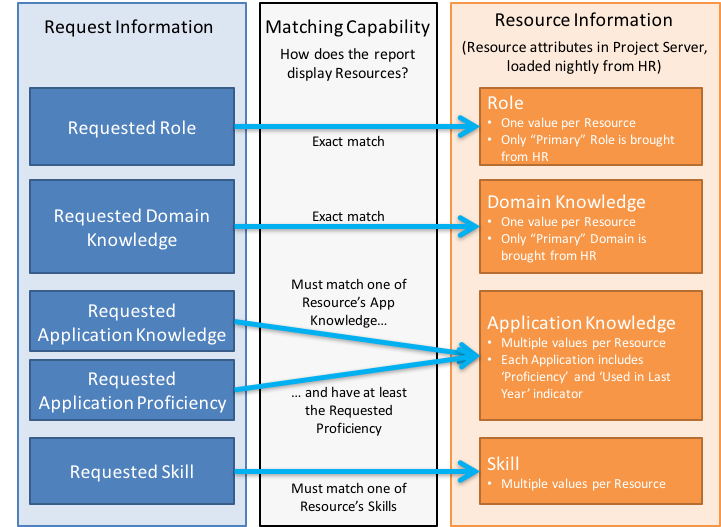 Request Information
Requested Role
Requested Domain
Knowledge
Requested
Application Knowledge
Requested
Application Proficiency
Requested Skill
Matching Capability
How does the report
display Resources?
Exact match
Exact match
Must match one of
Resource's App
Knowledge…
… and have at least
the Requested
Proficiency
Must match one of
Resource's Skills
Resource Information
(Resource attributes in Project Server,
loaded nightly from HR)
Role
• One value per Resource
• Only “Primary” Role is brought
from HR
Domain Knowledge
• One value per Resource
• Only “Primary” Domain is
brought from HR
Application Knowledge
• Multiple values per Resource
• Each Application includes
‘Proficiency’ and ‘Used in Last
Year’ indicator
Skill
• Multiple values per Resource